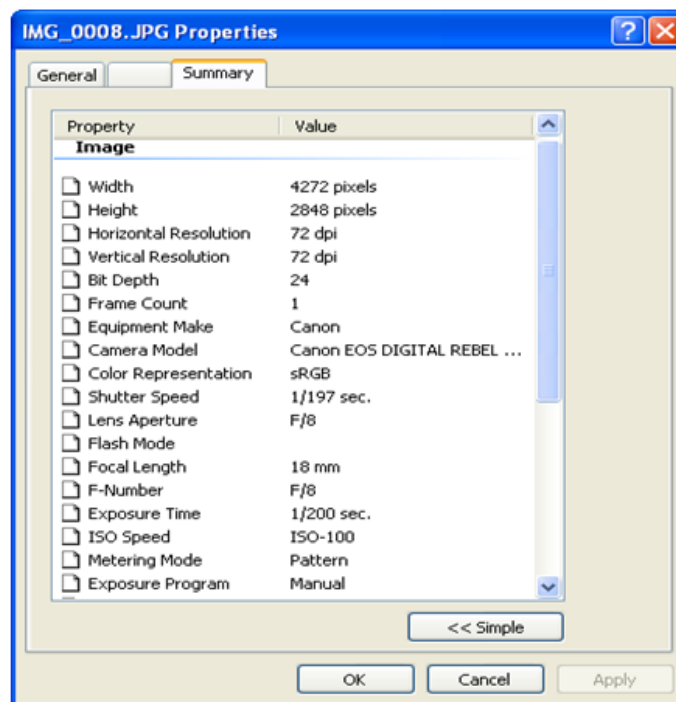 IMG_0008.JPG Properties
General Summary
Property Value
Image
Width 4272 pixels
Height 2848 pixels
Horizontal Resolution 72 dpi
Vertical Resolution 72 dpi
Bit Depth 24
Frame Count 1
Equipment Make Canon
Camera Model Canon EOS DIGITAL REBEL ...
Color Representation sRGB
Shutter Speed 1/197 sec.
Lens Aperture F/8
Flash Mode
Focal Length 18 mm
F-Number F/8
Exposure Time 1/200 sec.
ISO Speed ISO-100
Metering Mode Pattern
Exposure Program Manual
<< Simple
OK Cancel Apply